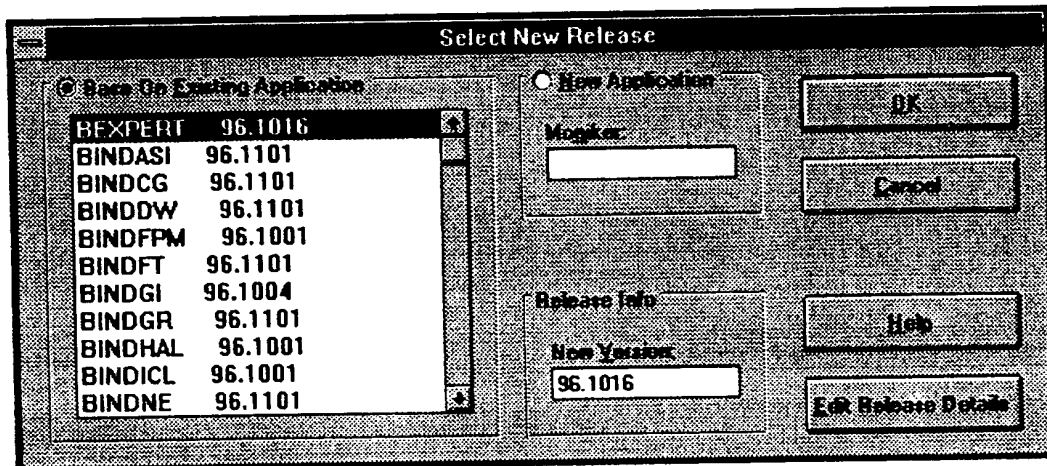 Select New Release
Base On Existing Application
BEXPERT 96.1016
BINDASI 96.1101
BINDCG 96.1101
BINDDW 96.1101
BINDFPM 96.1001
BINDFT 96.1101
BINDGI 96.1004
BINDGR 96.1101
BINDHAL 96.1001
BINDICL 96.1001
BINDNE 96.1101
New Application
Moniker:
Release Info
New Version:
96.1016
OK
Cancel
Help
Edit Release Details